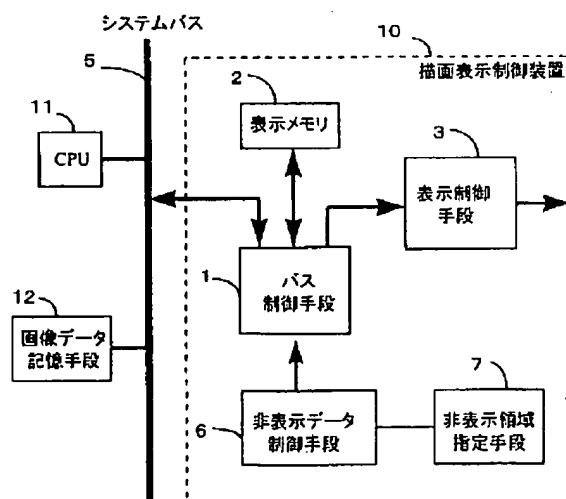 システムバス
5
10
描画表示制御装置
2
表示メモリ
11
CPU
3
表示制御
手段
1
バス
制御手段
12
画像データ
記憶手段
7
6
非表示データ
制御手段
非表示領域
指定手段